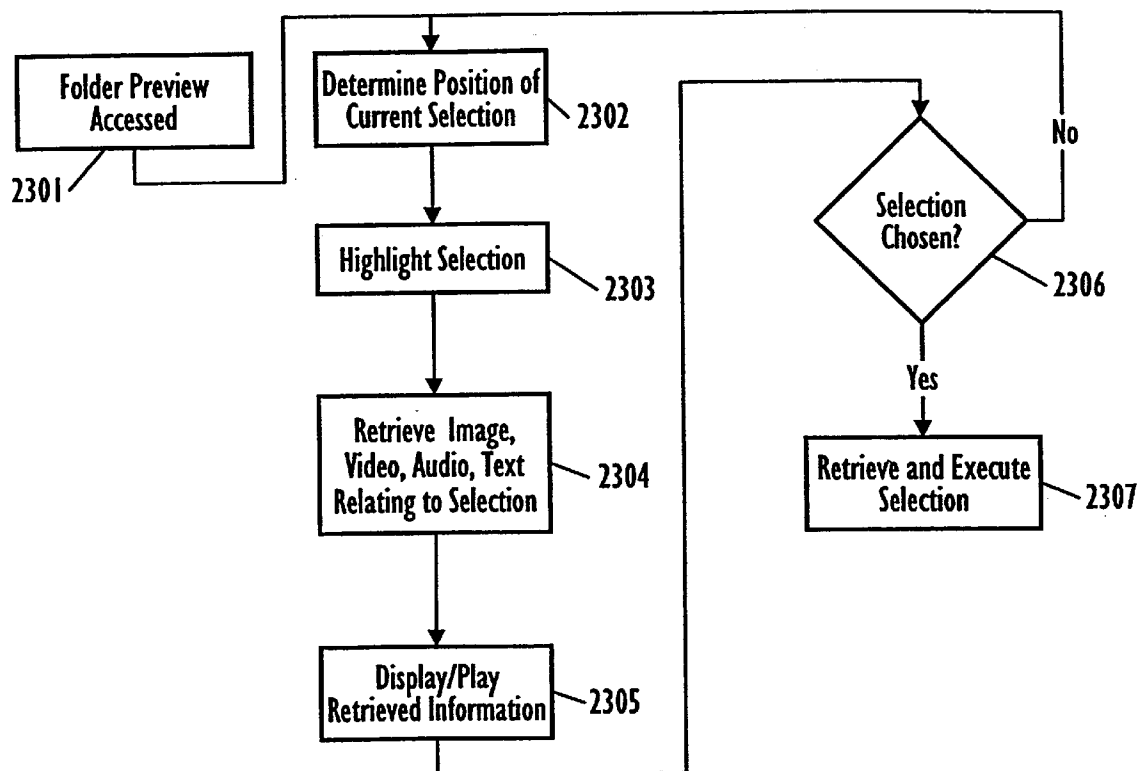 Folder Preview
Accessed
2301
Determine Position of
Current Selection
2302
Highlight Selection
2303
Retrieve Image,
Video, Audio, Text
Relating to Selection
2304
Display/Play
Retrieved Information
2305
Selection
Chosen?
2306
No
Yes
Retrieve and Execute
Selection
2307